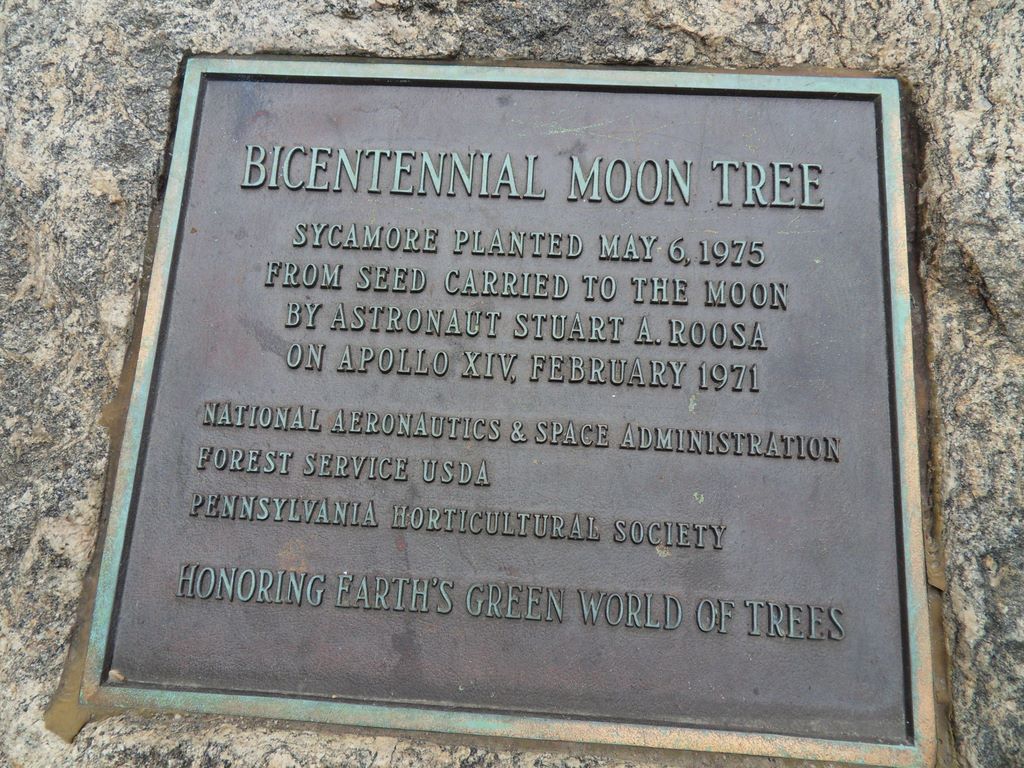 BICENTENNIAL MOON TREE
SYCAMORE PLANTED MAY 6, 1975
FROM SEED CARRIED TO THE MOON
BY ASTRONAUT STUART A. ROOSA
ON APOLLO XIV, FEBRUARY 1971
NATIONAL AERONAUTICS & SPACE ADMINISTRATION
FOREST SERVICE USDA
PENNSYLVANIA HORTICULTURAL SOCIETY
HONORING EARTH'S GREEN WORLD OF TREES